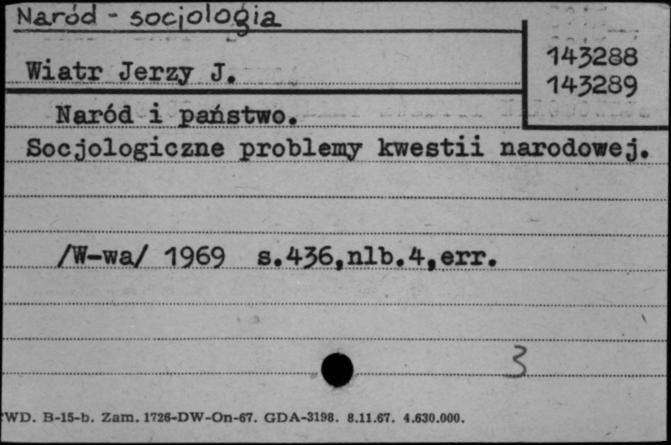 Naród - socjologia
143288
Wiatr Jerzy J.
143289
Naród i państwo.
Socjologiczne problemy kwestii narodowej.
/W-wa/ 1969 s.436,nlb.4,err.
3
WD. B-15-b. Zam. 1726-DW-On-67. GDA-3198. 8.11.67. 4.630.000.